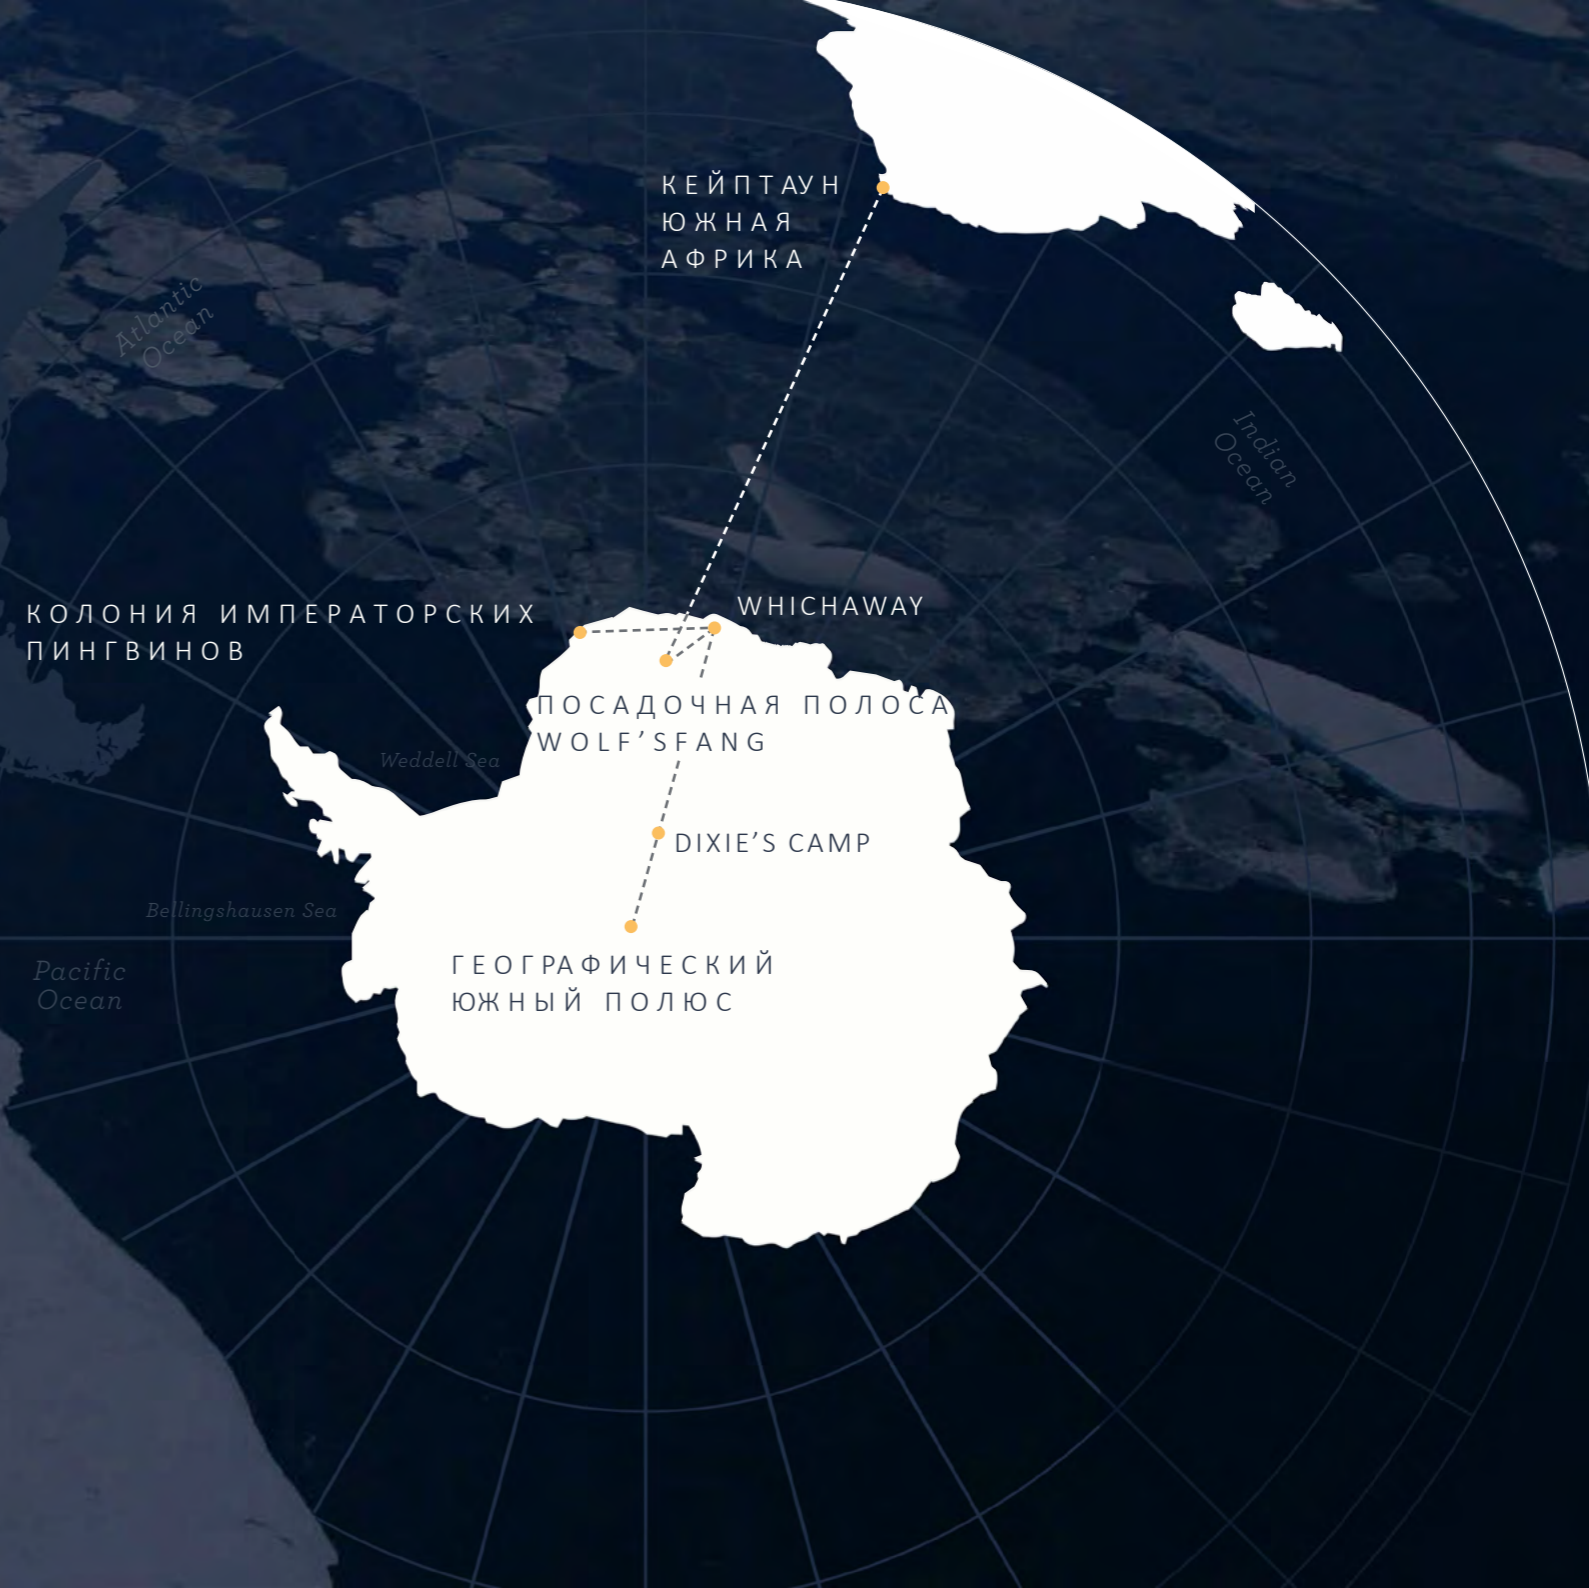 КЕЙПТАУН
ЮЖНАЯ
АФРИКА
Atlantic
Ocean
Indian
Ocean
WHICHAWAY
КОЛОНИЯ ИМПЕРАТОРСКИХ
ПИНГВИНОВ
ПОСАДОЧНАЯ ПОЛОСА
WOLF’SFANG
Weddell Sea
DIXIE’S CAMP
Bellingshausen Sea
ГЕОГРАФИЧЕСКИЙ
ЮЖНЫЙ ПОЛЮС
Pacific
Ocean